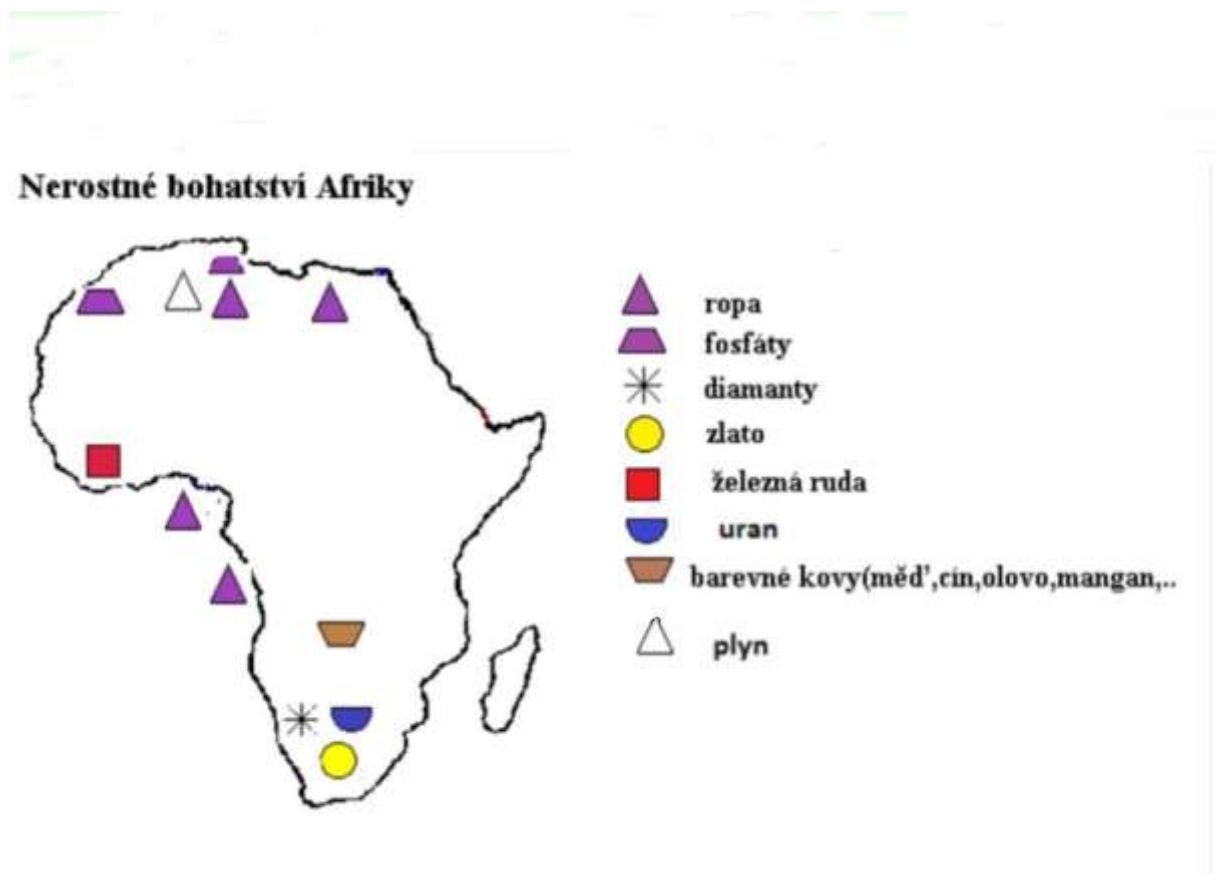 Nerostné bohatství Afriky
ropa
fosfáty
diamanty
zlato
železná ruda
uran
barevné kovy(měď,cín,olovo,mangan,..
plyn